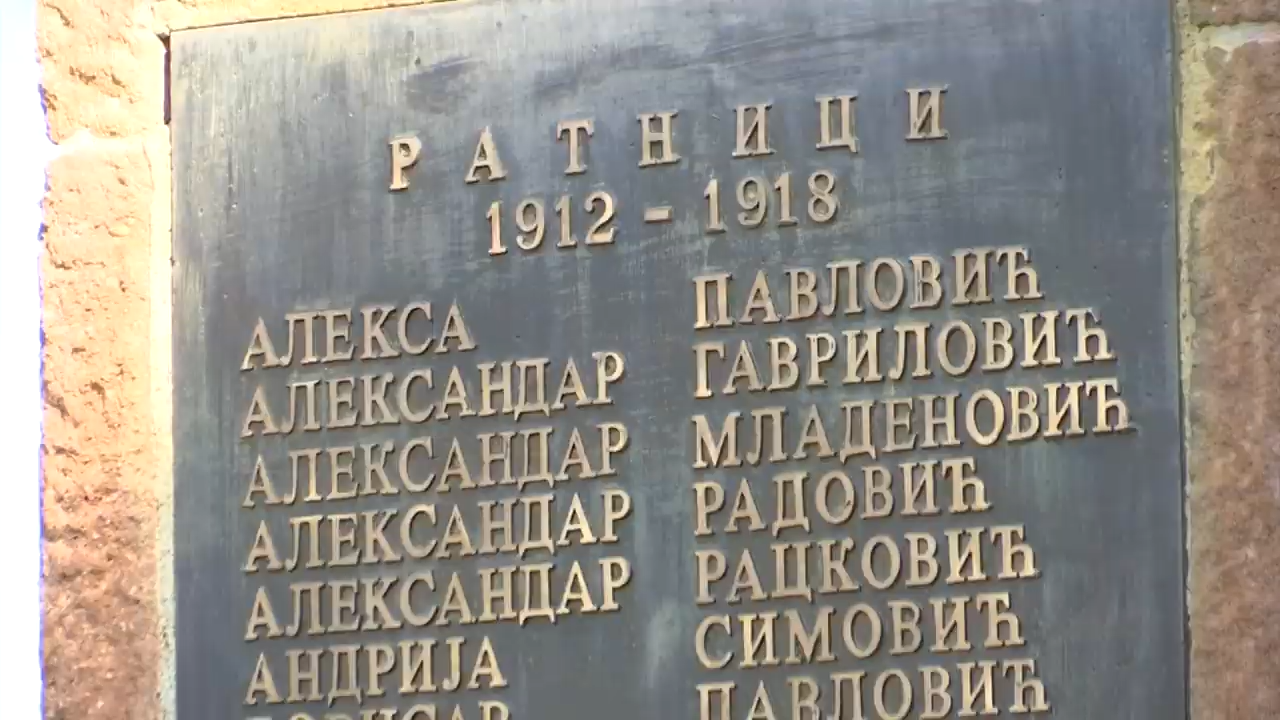 РАТНИЦИ
1912 - 1918
АЛЕКСА ПАВЛОВИЋ
АЛЕКСАНДАР ГАВРИЛОВИЋ
АЛЕКСАНДАР МЛАДЕНОВИЋ
АЛЕКСАНДАР РАДОВИЋ
АЛЕКСАНДАР РАЦКОВИЋ
АНДРИЈА СИМОВИЋ
ПАВЛОВИЋ